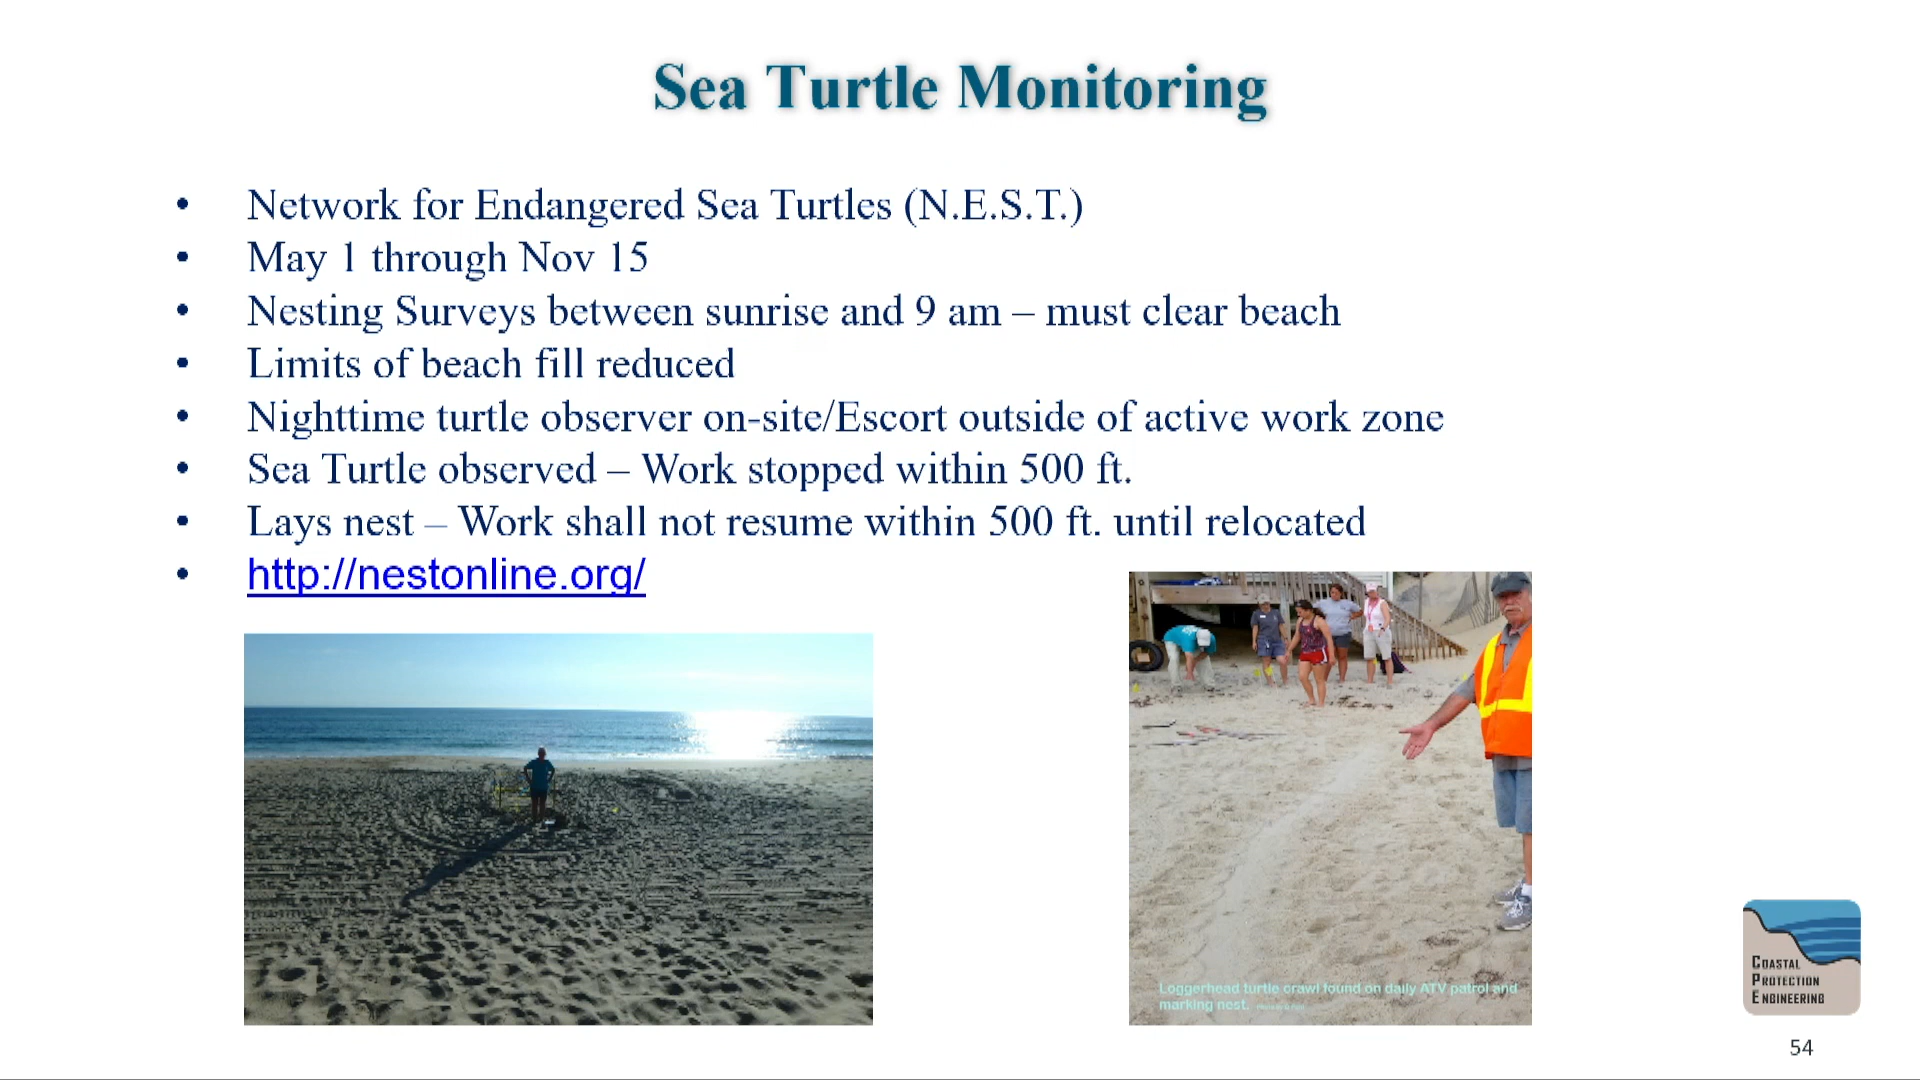 Sea Turtle Monitoring
• Network for Endangered Sea Turtles (N.E.S.T.)
• May 1 through Nov 15
• Nesting Surveys between sunrise and 9 am – must clear beach
• Limits of beach fill reduced
• Nighttime turtle observer on-site/Escort outside of active work zone
• Sea Turtle observed – Work stopped within 500 ft.
• Lays nest – Work shall not resume within 500 ft. until relocated
• http://nestonline.org/
Loggerhead turtle crawl found on daily ATV patrol and
marking nest.
COASTAL
PROTECTION
ENGINEERING
54